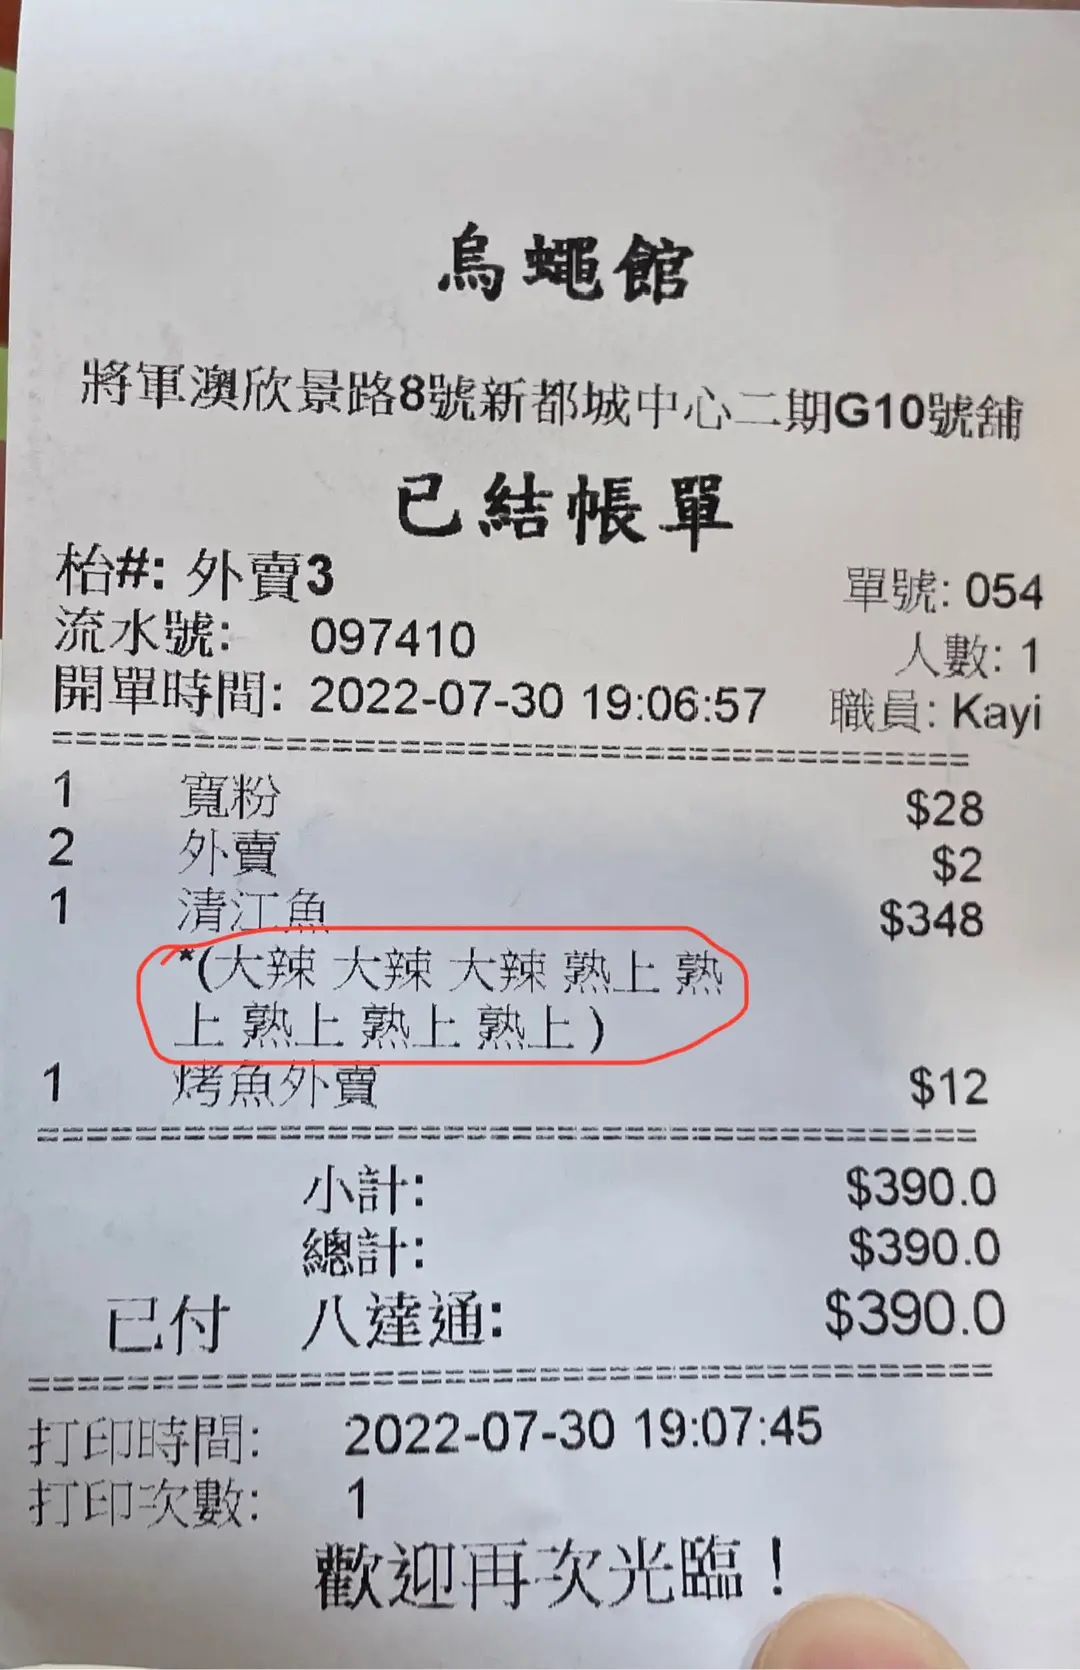 烏蠅館
將軍澳欣景路8號新都城中心二期G10號舖
已結帳單
枱#: 外賣3
單號: 054
流水號: 097410
人數: 1
開單時間: 2022-07-30 19:06:57
職員: Kayi
1 寬粉 $28
2 外賣 $2
1 清江魚 $348
*(大辣 大辣 大辣 熟上 熟
上 熟上 熟上 熟上 )
1 烤魚外賣 $12
小計: $390.0
總計: $390.0
已付 八達通: $390.0
打印時間: 2022-07-30 19:07:45
打印次數: 1
歡迎再次光臨！